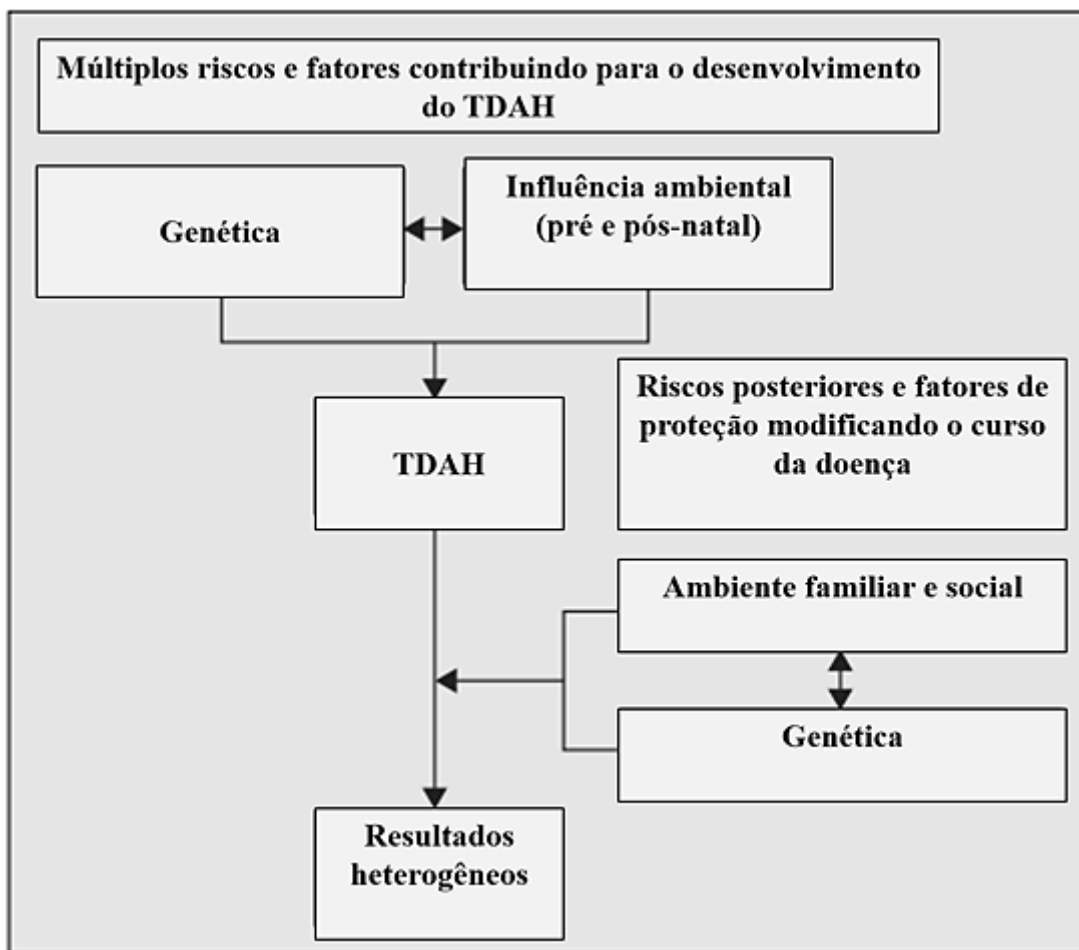 Múltiplos riscos e fatores contribuindo para o desenvolvimento
do TDAH
Genética
Influência ambiental
(pré e pós-natal)
TDAH
Riscos posteriores e fatores de
proteção modificando o curso
da doença
Ambiente familiar e social
Genética
Resultados
heterogêneos